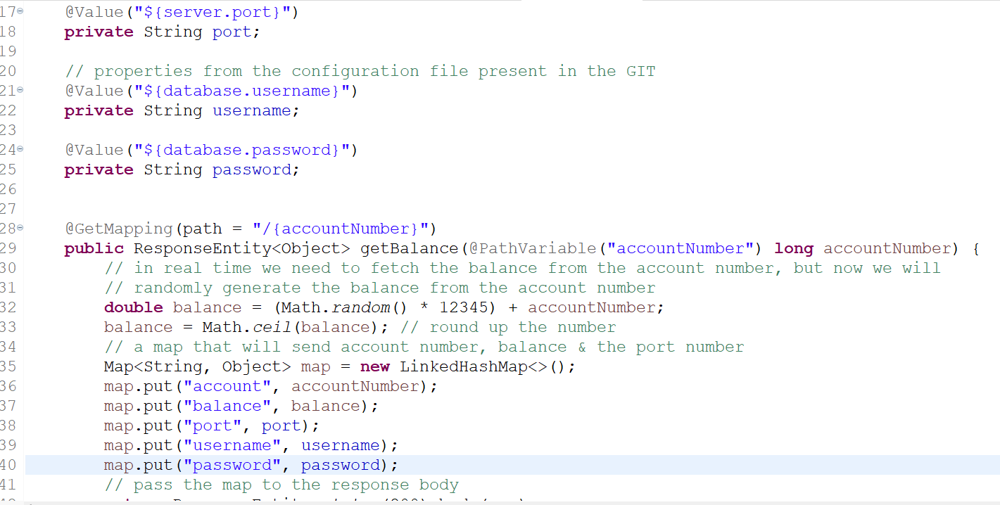 17 @Value("${server.port}")
18 private String port;
19
20 // properties from the configuration file present in the GIT
21 @Value("${database.username}")
22 private String username;
23
24 @Value("${database.password}")
25 private String password;
26
27
28 @GetMapping(path = "/{accountNumber}")
29 public ResponseEntity<Object> getBalance(@PathVariable("accountNumber") long accountNumber) {
30 // in real time we need to fetch the balance from the account number, but now we will
31 // randomly generate the balance from the account number
32 double balance = (Math.random() * 12345) + accountNumber;
33 balance = Math.ceil(balance); // round up the number
34 // a map that will send account number, balance & the port number
35 Map<String, Object> map = new LinkedHashMap<>();
36 map.put("account", accountNumber);
37 map.put("balance", balance);
38 map.put("port", port);
39 map.put("username", username);
40 map.put("password", password);
41 // pass the map to the response body